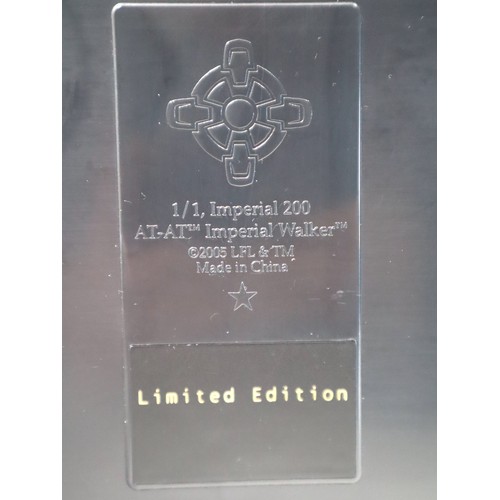 1/1, Imperial 200
AT-AT™ Imperial Walker™
©2005 LFL & TM
Made in China
Limited Edition